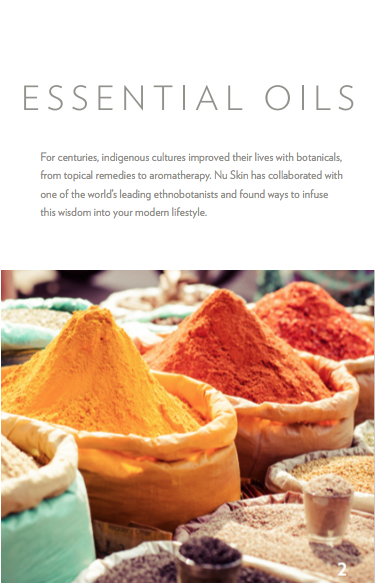 ESSENTIAL OILS
For centuries, indigenous cultures improved their lives with botanicals,
from topical remedies to aromatherapy. Nu Skin has collaborated with
one of the world's leading ethnobotanists and found ways to infuse
this wisdom into your modern lifestyle.
2